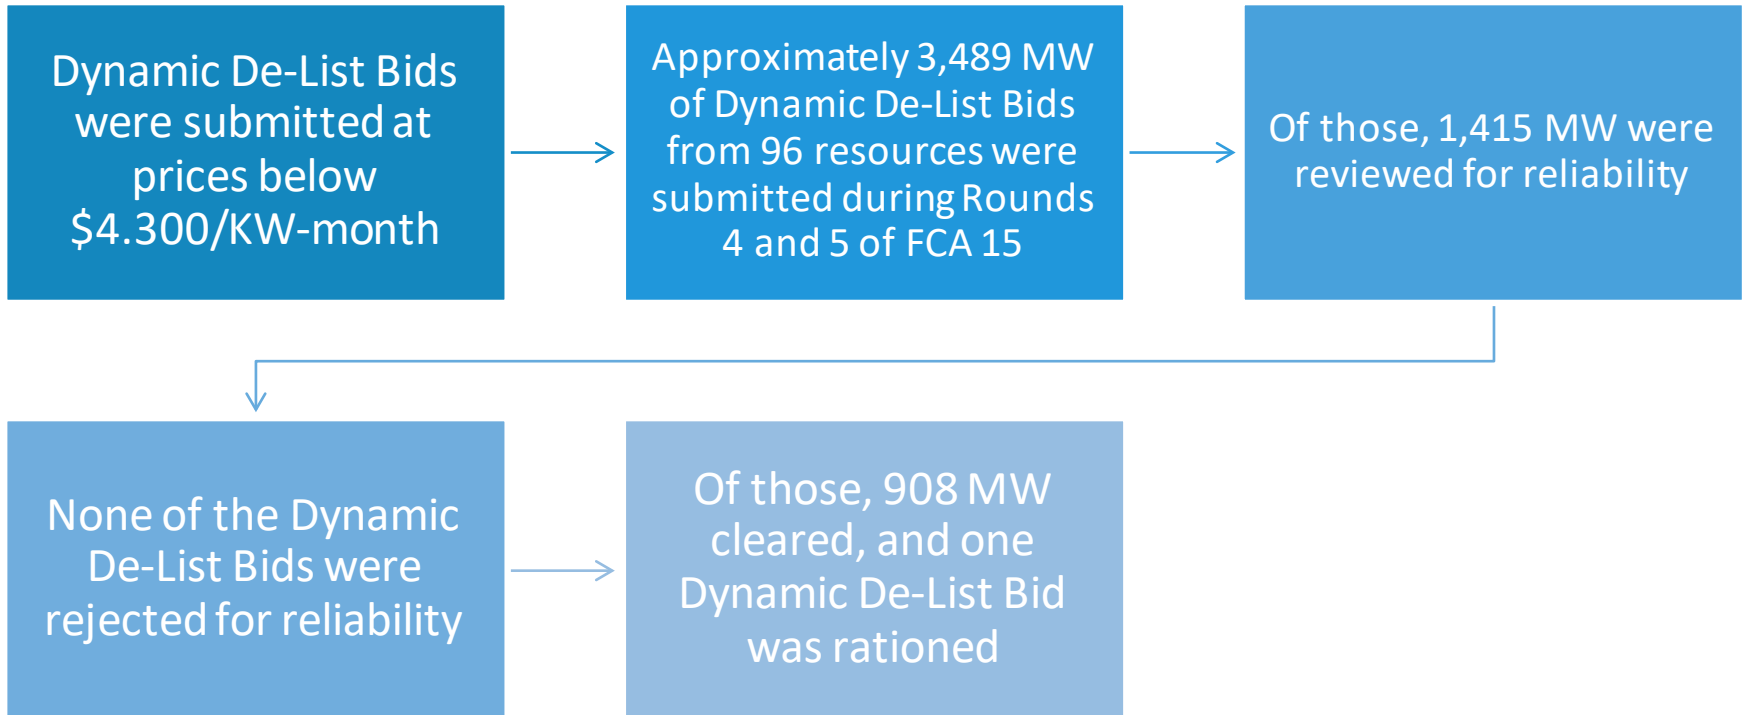 Dynamic De-List Bids
were submitted at
prices below
$4.300/KW-month
Approximately 3,489 MW
of Dynamic De-List Bids
from 96 resources were
submitted during Rounds
4 and 5 of FCA 15
Of those, 1,415 MW were
reviewed for reliability
None of the Dynamic
De-List Bids were
rejected for reliability
Of those, 908 MW
cleared, and one
Dynamic De-List Bid
was rationed